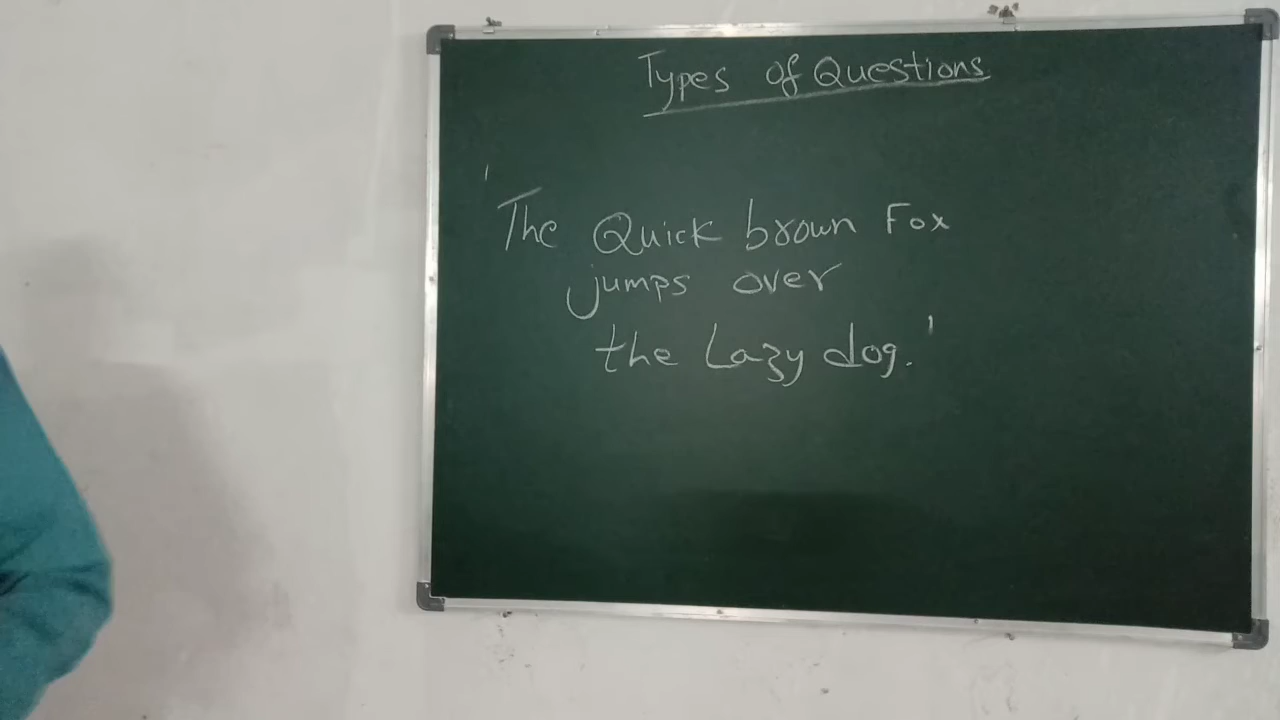 Types of Questions
'The Quick brown Fox
jumps over
the Lazy dog.'